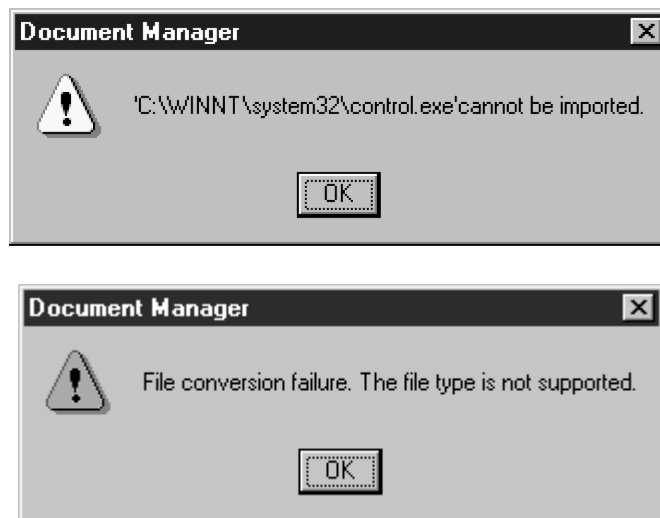 Document Manager
'C:\WINNT\system32\control.exe'cannot be imported.
OK
Document Manager
File conversion failure. The file type is not supported.
OK